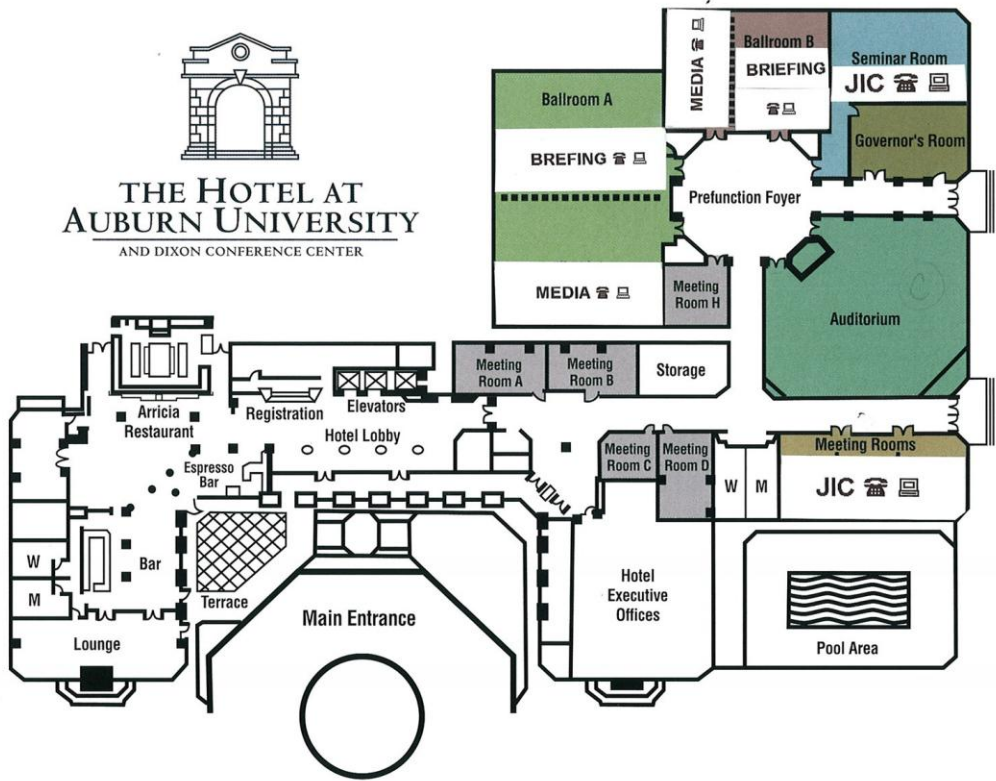 THE HOTEL AT
AUBURN UNIVERSITY
AND DIXON CONFERENCE CENTER
Ballroom A
BREFING
MEDIA
MEDIA
Ballroom B
BRIEFING
Seminar Room
JIC
Governor's Room
Prefunction Foyer
Meeting
Room H
Auditorium
C
Meeting
Room A
Meeting
Room B
Storage
Arricia
Restaurant
Registration
Elevators
Hotel Lobby
Espresso
Bar
Meeting
Room C
Meeting
Room D
W
M
Meeting Rooms
JIC
W
M
Bar
Terrace
Lounge
Main Entrance
Hotel
Executive
Offices
Pool Area